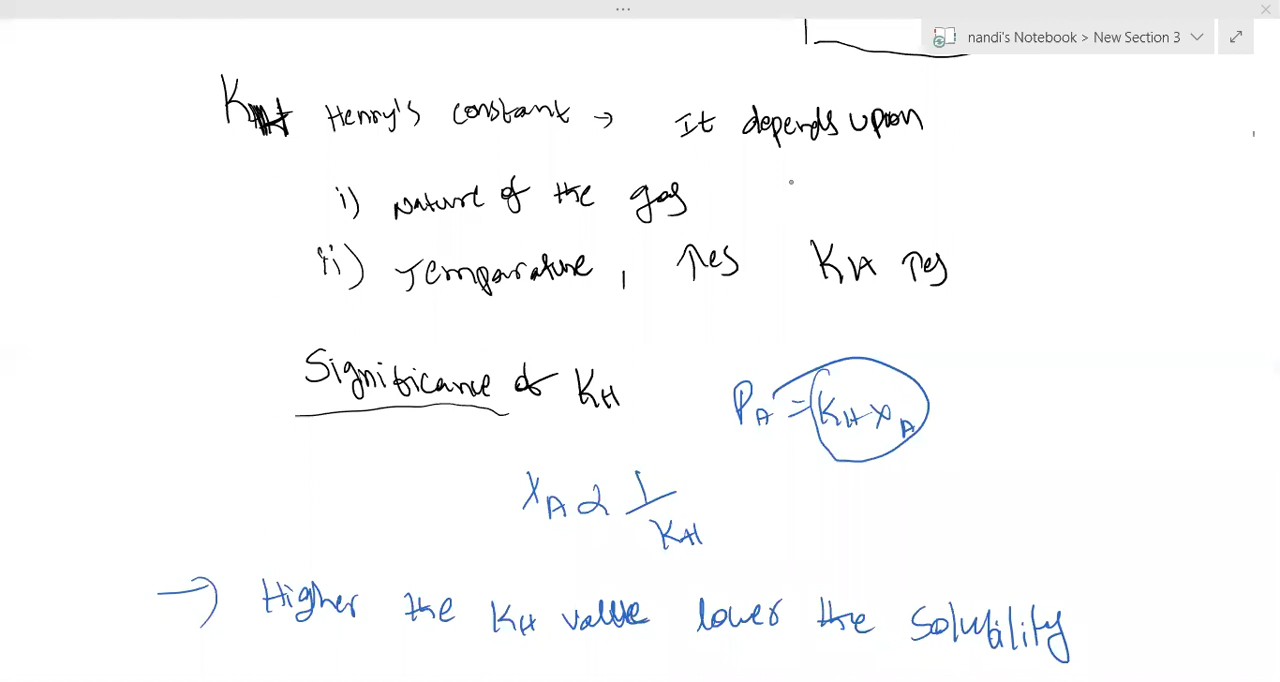 nandi's Notebook > New Section 3
KH Henry's constant → It depends upon
i) Nature of the gas
ii) Temparature, ↑es KH ↑es
Significance of KH
PA = KH XA
XA α 1/KH
→ Higher the KH value lower the solubility